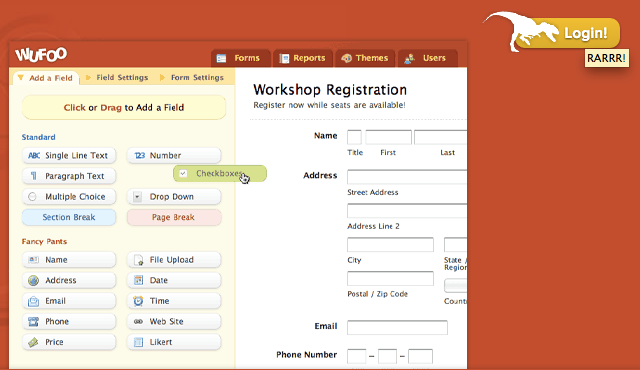 Login!
RARRR!
WUFOO
Forms Reports Themes Users
Add a Field Field Settings Form Settings
Click or Drag to Add a Field
Standard
ABC Single Line Text
123 Number
Paragraph Text
Checkboxes
Multiple Choice
Drop Down
Section Break
Page Break
Fancy Pants
Name
File Upload
Address
Date
Email
Time
Phone
Web Site
Price
Likert
Workshop Registration
Register now while seats are available!
Name
Title First Last
Address
Street Address
Address Line 2
City
State /
Region
Postal / Zip Code
Count
Email
Phone Number
– –